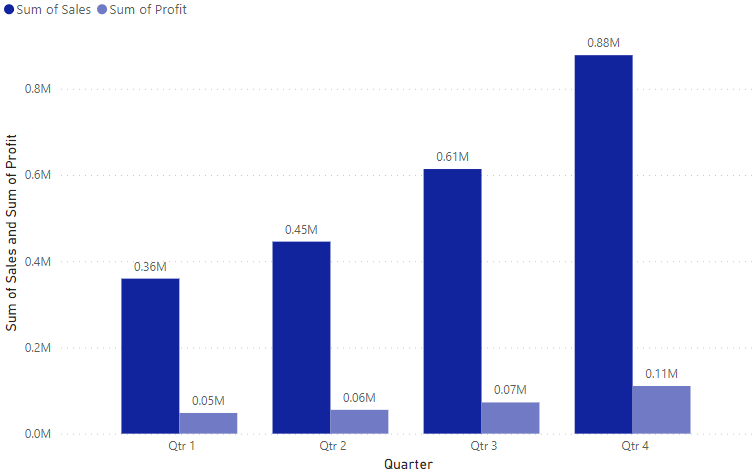 Sum of Sales Sum of Profit
Sum of Sales and Sum of Profit
0.8M
0.6M
0.4M
0.2M
0.0M
0.36M
0.05M
0.45M
0.06M
0.61M
0.07M
0.88M
0.11M
Qtr 1 Qtr 2 Qtr 3 Qtr 4
Quarter